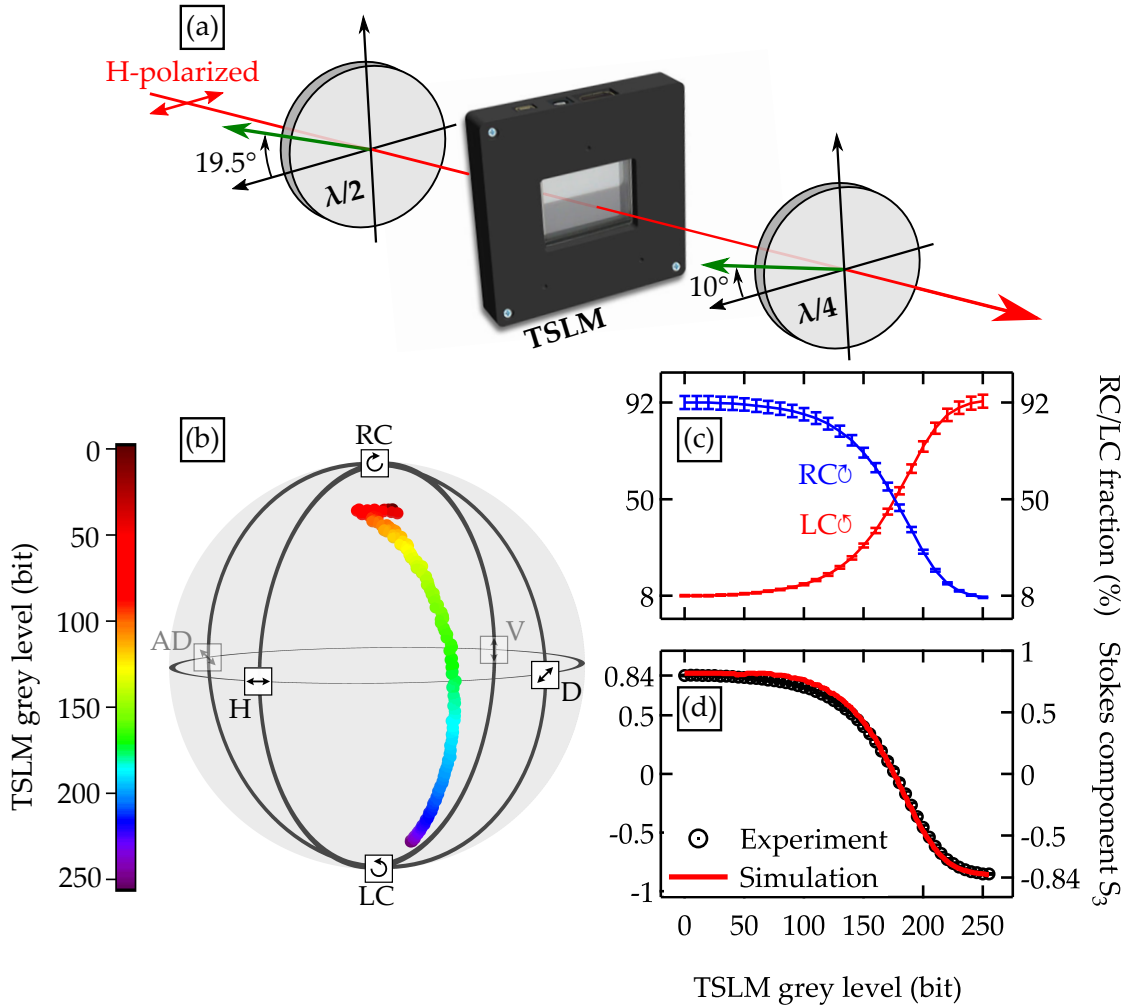 (a)
H-polarized
19.5°
λ/2
TSLM
10°
λ/4
(b)
TSLM grey level (bit)
0
50
100
150
200
250
RC
AD
V
H
D
LC
(c)
92
50
8
RC↻
LC↺
92
50
8
RC/LC fraction (%)
(d)
0.84
0.5
0
-0.5
-1
1
0.5
0
-0.5
-0.84
Stokes component S₃
Experiment
Simulation
0 50 100 150 200 250
TSLM grey level (bit)